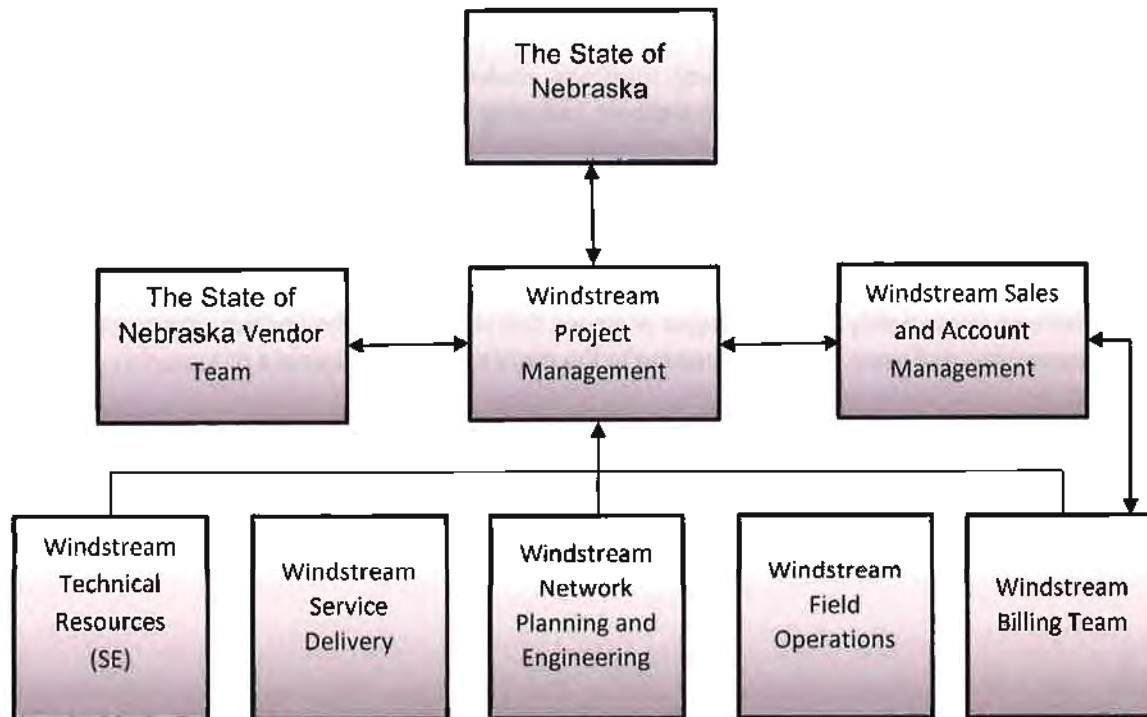 The State of
Nebraska
The State of
Nebraska Vendor
Team
Windstream
Project
Management
Windstream Sales
and Account
Management
Windstream
Technical
Resources
(SE)
Windstream
Service
Delivery
Windstream
Network
Planning and
Engineering
Windstream
Field
Operations
Windstream
Billing Team